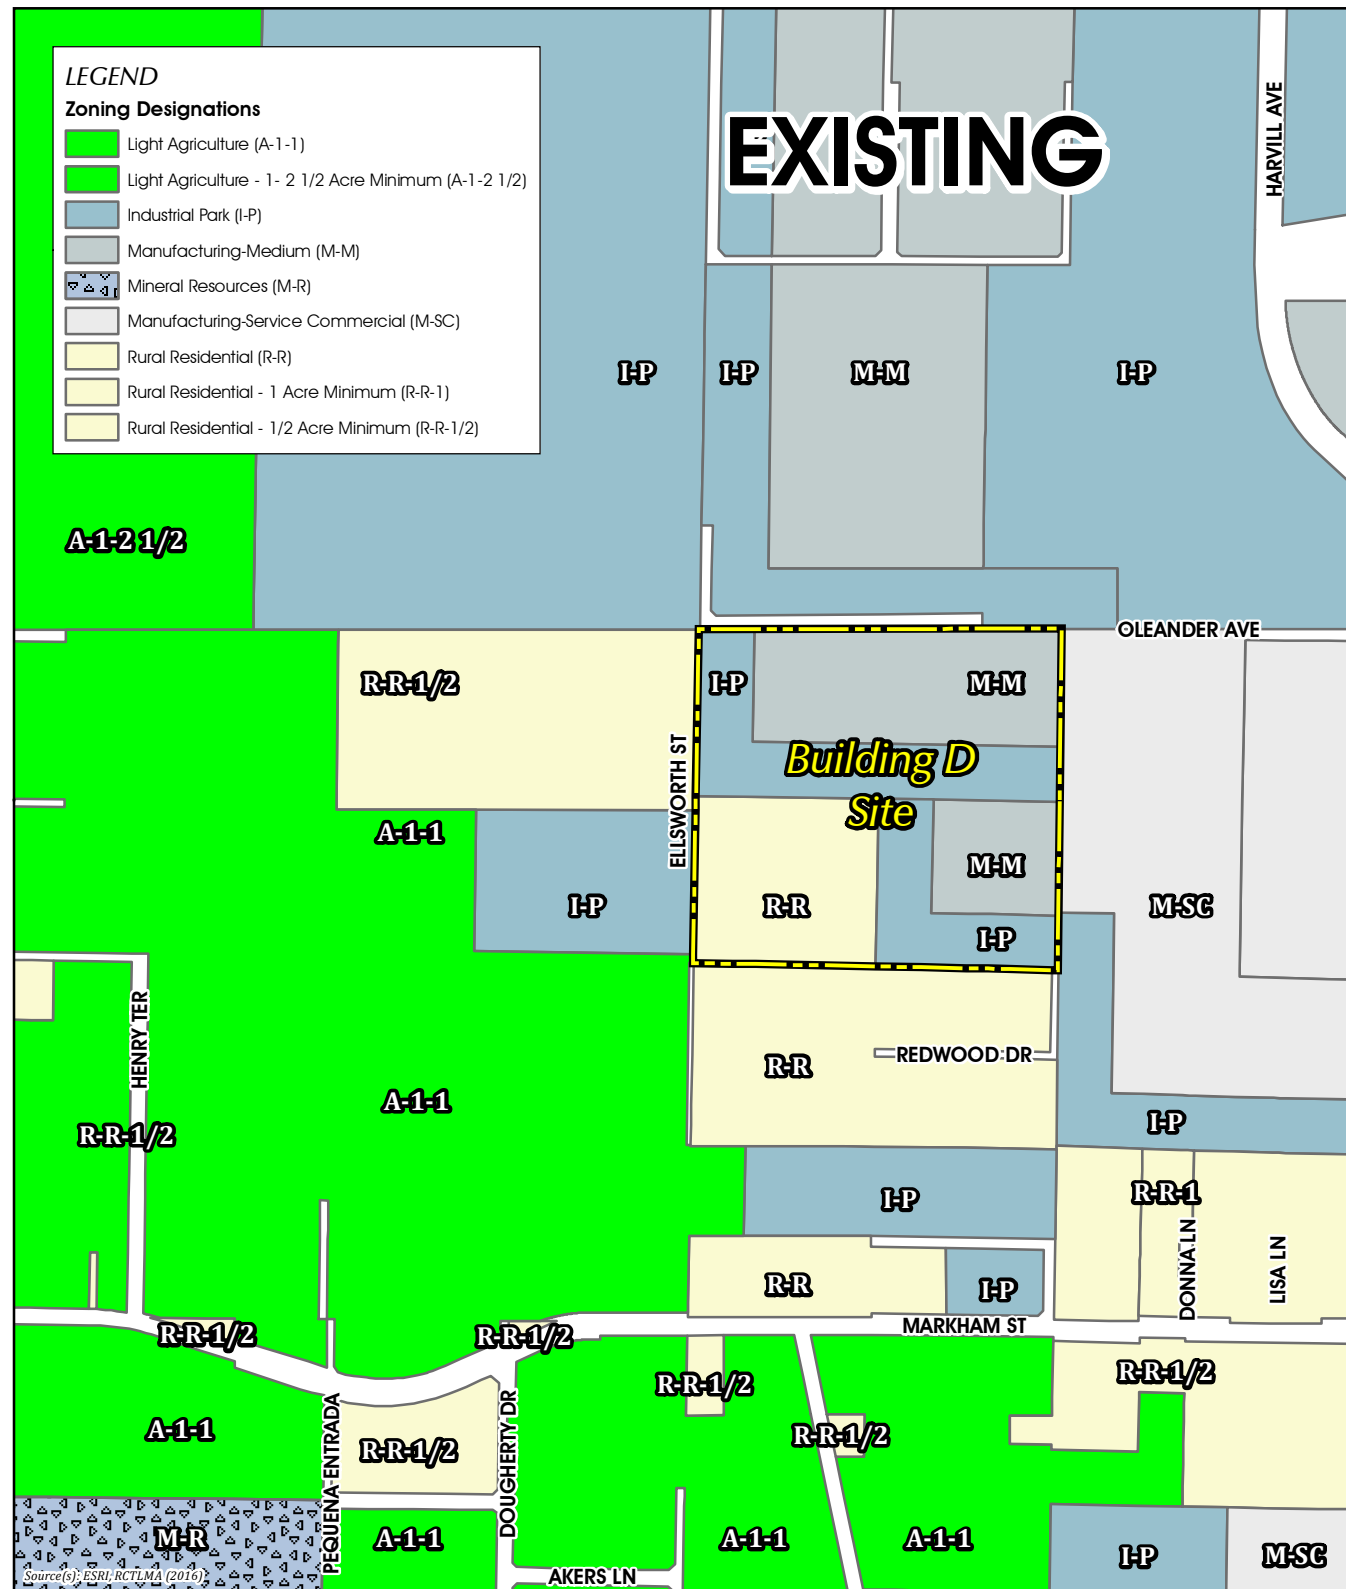 LEGEND
Zoning Designations
Light Agriculture (A-1-1)
Light Agriculture - 1- 2 1/2 Acre Minimum (A-1-2 1/2)
Industrial Park (I-P)
Manufacturing-Medium (M-M)
Mineral Resources (M-R)
Manufacturing-Service Commercial (M-SC)
Rural Residential (R-R)
Rural Residential - 1 Acre Minimum (R-R-1)
Rural Residential - 1/2 Acre Minimum (R-R-1/2)
EXISTING
HARVILL AVE
I-P
I-P
M-M
I-P
A-1-2 1/2
OLEANDER AVE
R-R-1/2
I-P
M-M
ELLSWORTH ST
Building D
Site
A-1-1
M-M
I-P
R-R
M-SC
I-P
HENRY TER
R-R
REDWOOD DR
A-1-1
I-P
R-R-1/2
R-R-1
I-P
DONNA LN
LISA LN
R-R
I-P
MARKHAM ST
R-R-1/2
R-R-1/2
R-R-1/2
R-R-1/2
A-1-1
R-R-1/2
R-R-1/2
PEQUENA ENTRADA
DOUGHERTY DR
M-R
A-1-1
A-1-1
A-1-1
I-P
M-SC
AKERS LN
Source(s): ESRI, RCTLMA (2016)